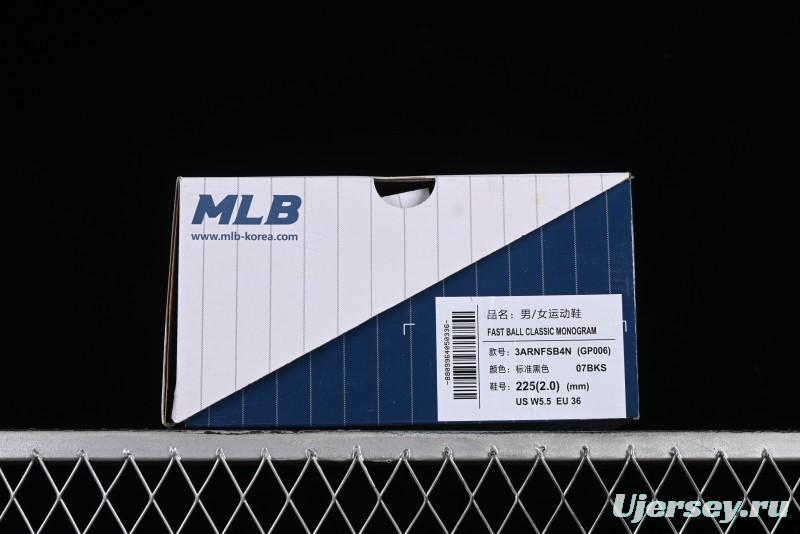 MLB
www.mlb-korea.com
品名: 男/女运动鞋
FAST BALL CLASSIC MONOGRAM
款号: 3ARNFSB4N (GP006)
颜色: 标准黑色 07BKS
鞋号: 225(2.0) (mm)
US W5.5 EU 36
-8809964050336-
Ujersey.ru